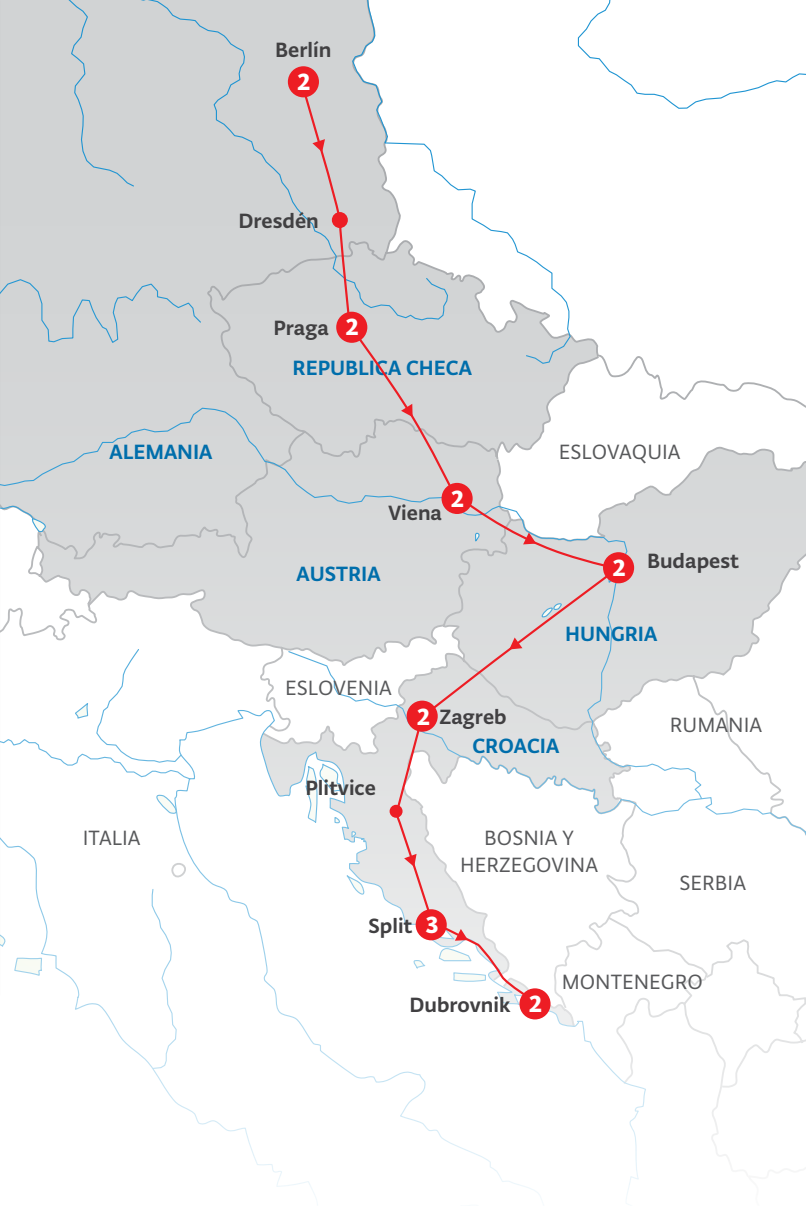 Berlín
2
Dresdén
Praga
2
REPUBLICA CHECA
ALEMANIA
ESLOVAQUIA
Viena
2
AUSTRIA
2
Budapest
HUNGRIA
ESLOVENIA
2
Zagreb
RUMANIA
CROACIA
Plitvice
ITALIA
BOSNIA Y
HERZEGOVINA
SERBIA
Split
3
MONTENEGRO
Dubrovnik
2